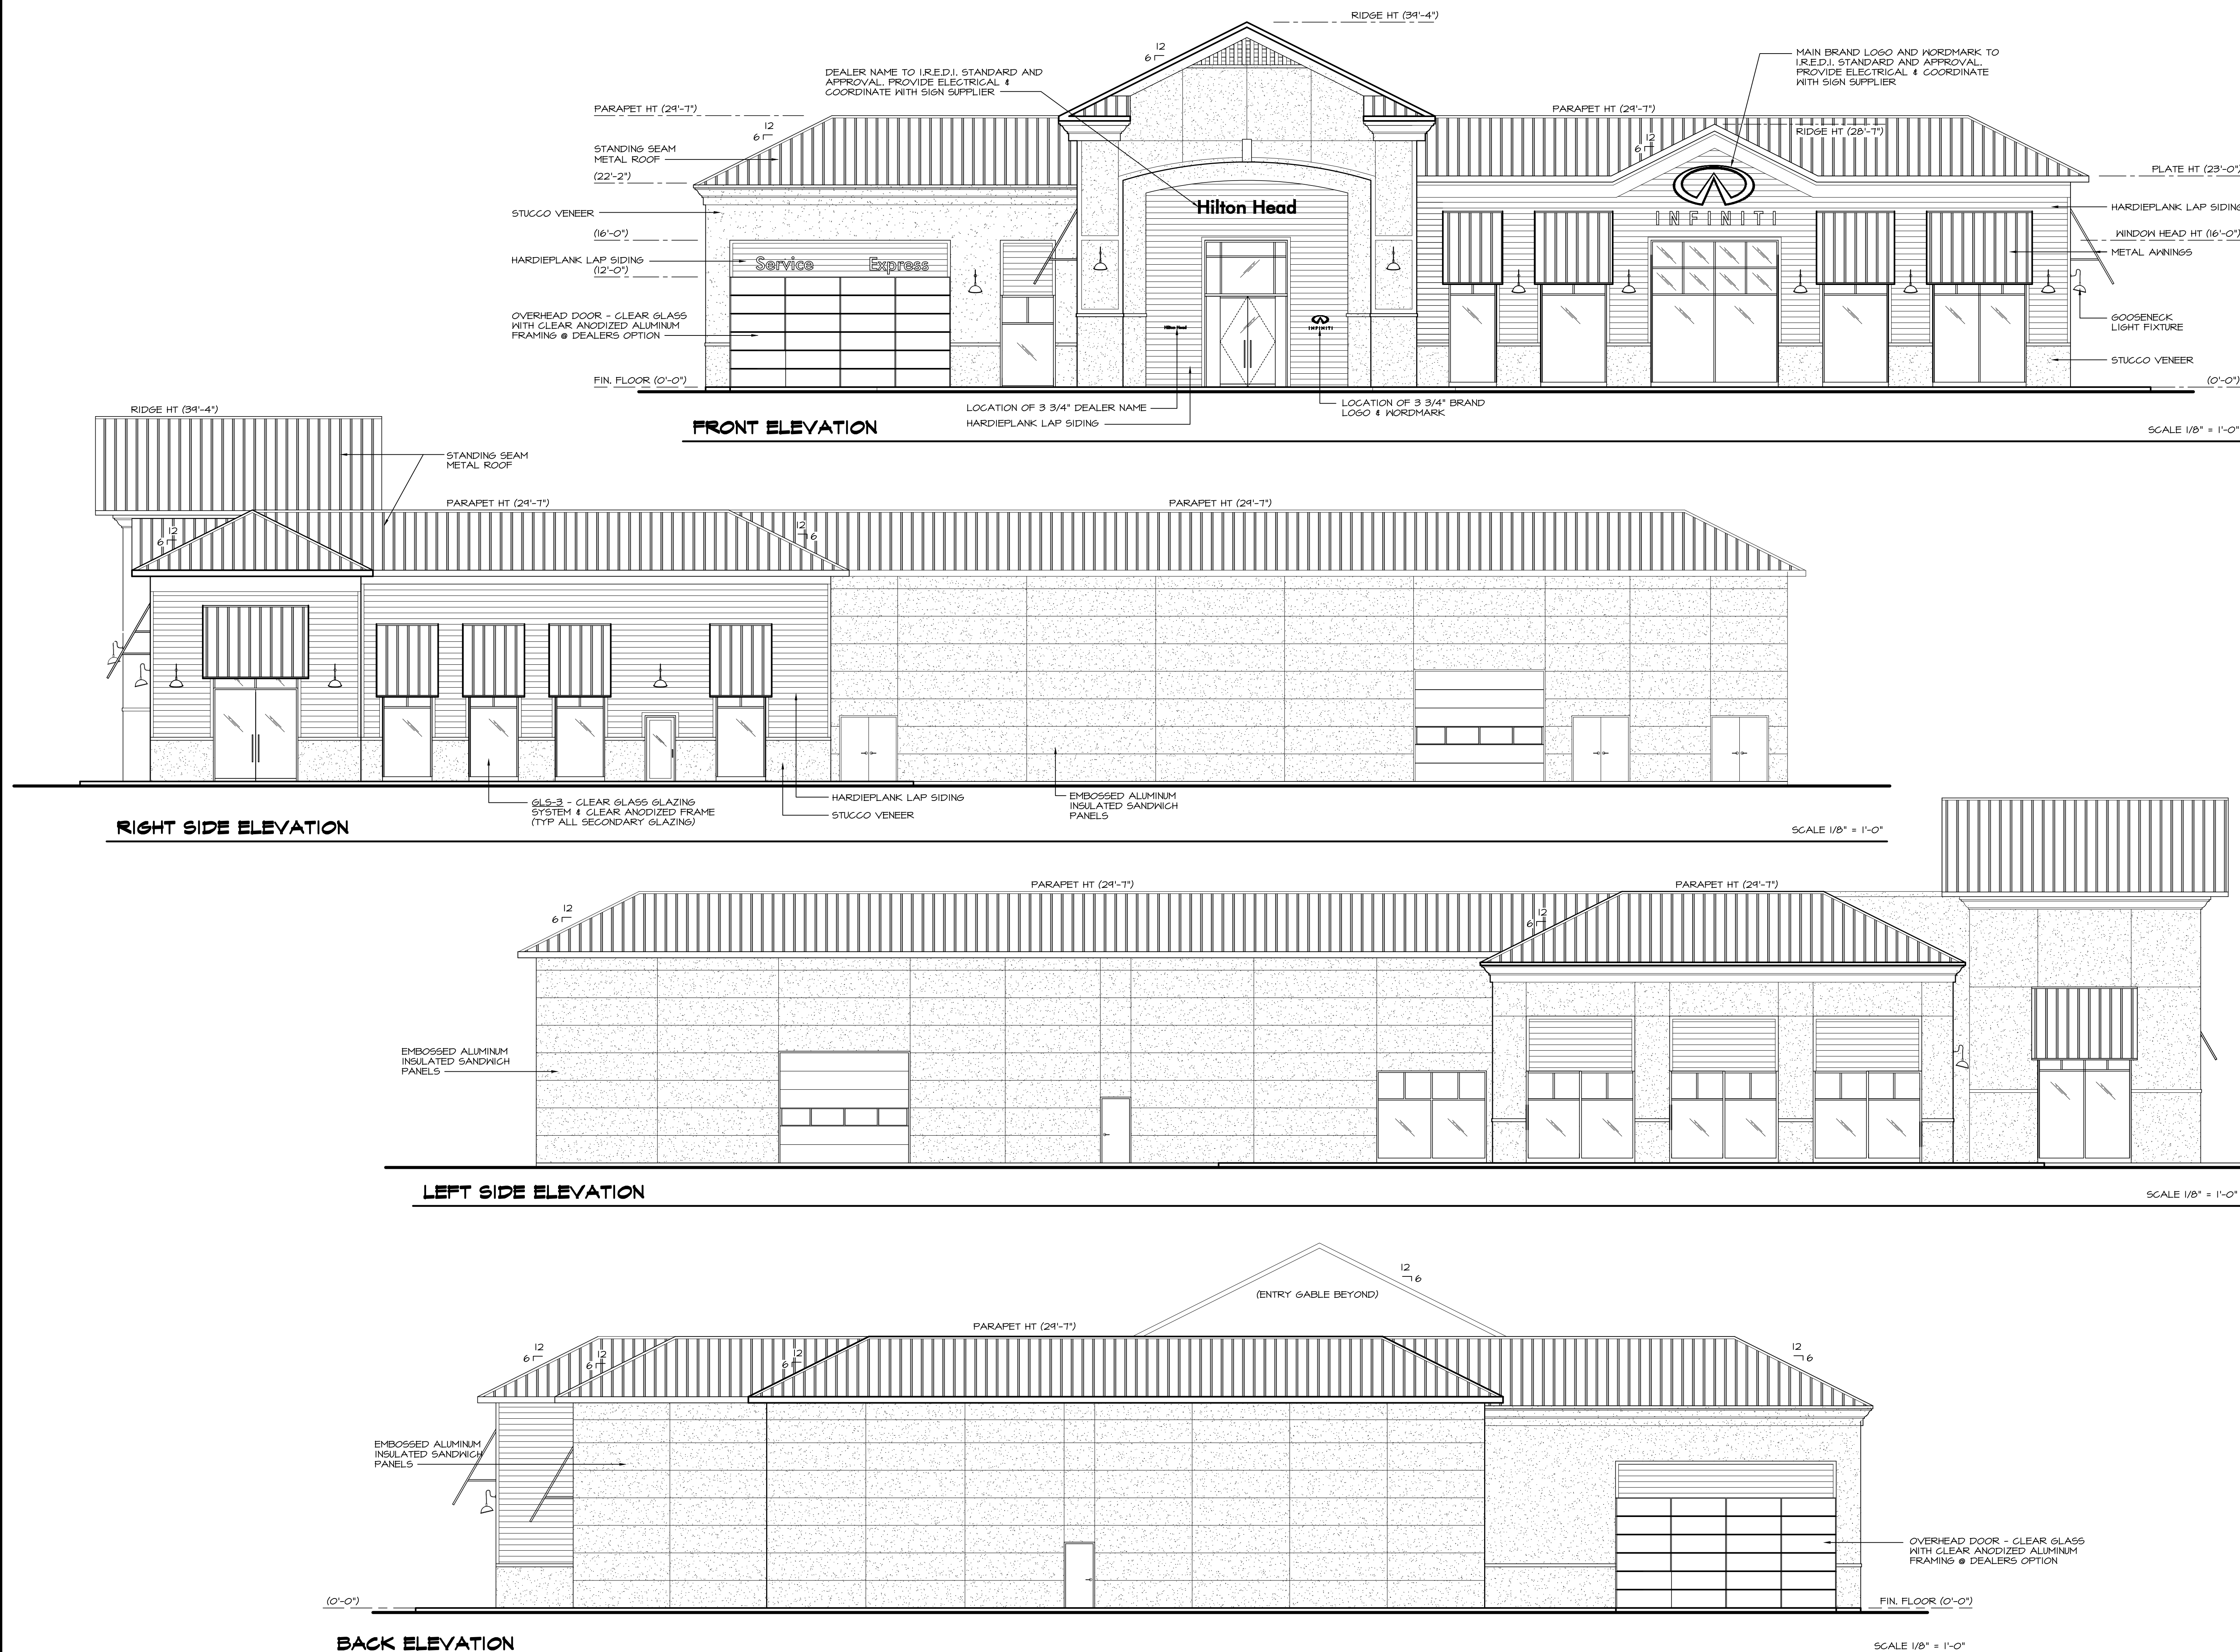 RIDGE HT (39'-4")
12
6
DEALER NAME TO I.R.E.D.I. STANDARD AND
APPROVAL. PROVIDE ELECTRICAL &
COORDINATE WITH SIGN SUPPLIER
MAIN BRAND LOGO AND WORDMARK TO
I.R.E.D.I. STANDARD AND APPROVAL.
PROVIDE ELECTRICAL & COORDINATE
WITH SIGN SUPPLIER
PARAPET HT (29'-7")
12
6
PARAPET HT (29'-7")
RIDGE HT (28'-7")
12
6
STANDING SEAM
METAL ROOF
(22'-2")
PLATE HT (23'-0")
STUCCO VENEER
Hilton Head
INFINITI
HARDIEPLANK LAP SIDING
(16'-0")
WINDOW HEAD HT (16'-0")
HARDIEPLANK LAP SIDING
(12'-0")
Service Express
METAL AWNINGS
OVERHEAD DOOR - CLEAR GLASS
WITH CLEAR ANODIZED ALUMINUM
FRAMING @ DEALERS OPTION
Hilton Head
INFINITI
GOOSENECK
LIGHT FIXTURE
STUCCO VENEER
FIN. FLOOR (0'-0")
(0'-0")
LOCATION OF 3 3/4" DEALER NAME
HARDIEPLANK LAP SIDING
LOCATION OF 3 3/4" BRAND
LOGO & WORDMARK
FRONT ELEVATION
SCALE 1/8" = 1'-0"
RIDGE HT (39'-4")
STANDING SEAM
METAL ROOF
PARAPET HT (29'-7")
PARAPET HT (29'-7")
12
6
12
6
GLS-3 - CLEAR GLASS GLAZING
SYSTEM & CLEAR ANODIZED FRAME
(TYP ALL SECONDARY GLAZING)
HARDIEPLANK LAP SIDING
STUCCO VENEER
EMBOSSED ALUMINUM
INSULATED SANDWICH
PANELS
RIGHT SIDE ELEVATION
SCALE 1/8" = 1'-0"
PARAPET HT (29'-7")
PARAPET HT (29'-7")
12
6
12
6
EMBOSSED ALUMINUM
INSULATED SANDWICH
PANELS
LEFT SIDE ELEVATION
SCALE 1/8" = 1'-0"
12
6
(ENTRY GABLE BEYOND)
PARAPET HT (29'-7")
12
6
12
6
12
6
12
6
EMBOSSED ALUMINUM
INSULATED SANDWICH
PANELS
OVERHEAD DOOR - CLEAR GLASS
WITH CLEAR ANODIZED ALUMINUM
FRAMING @ DEALERS OPTION
(0'-0")
FIN. FLOOR (0'-0")
BACK ELEVATION
SCALE 1/8" = 1'-0"